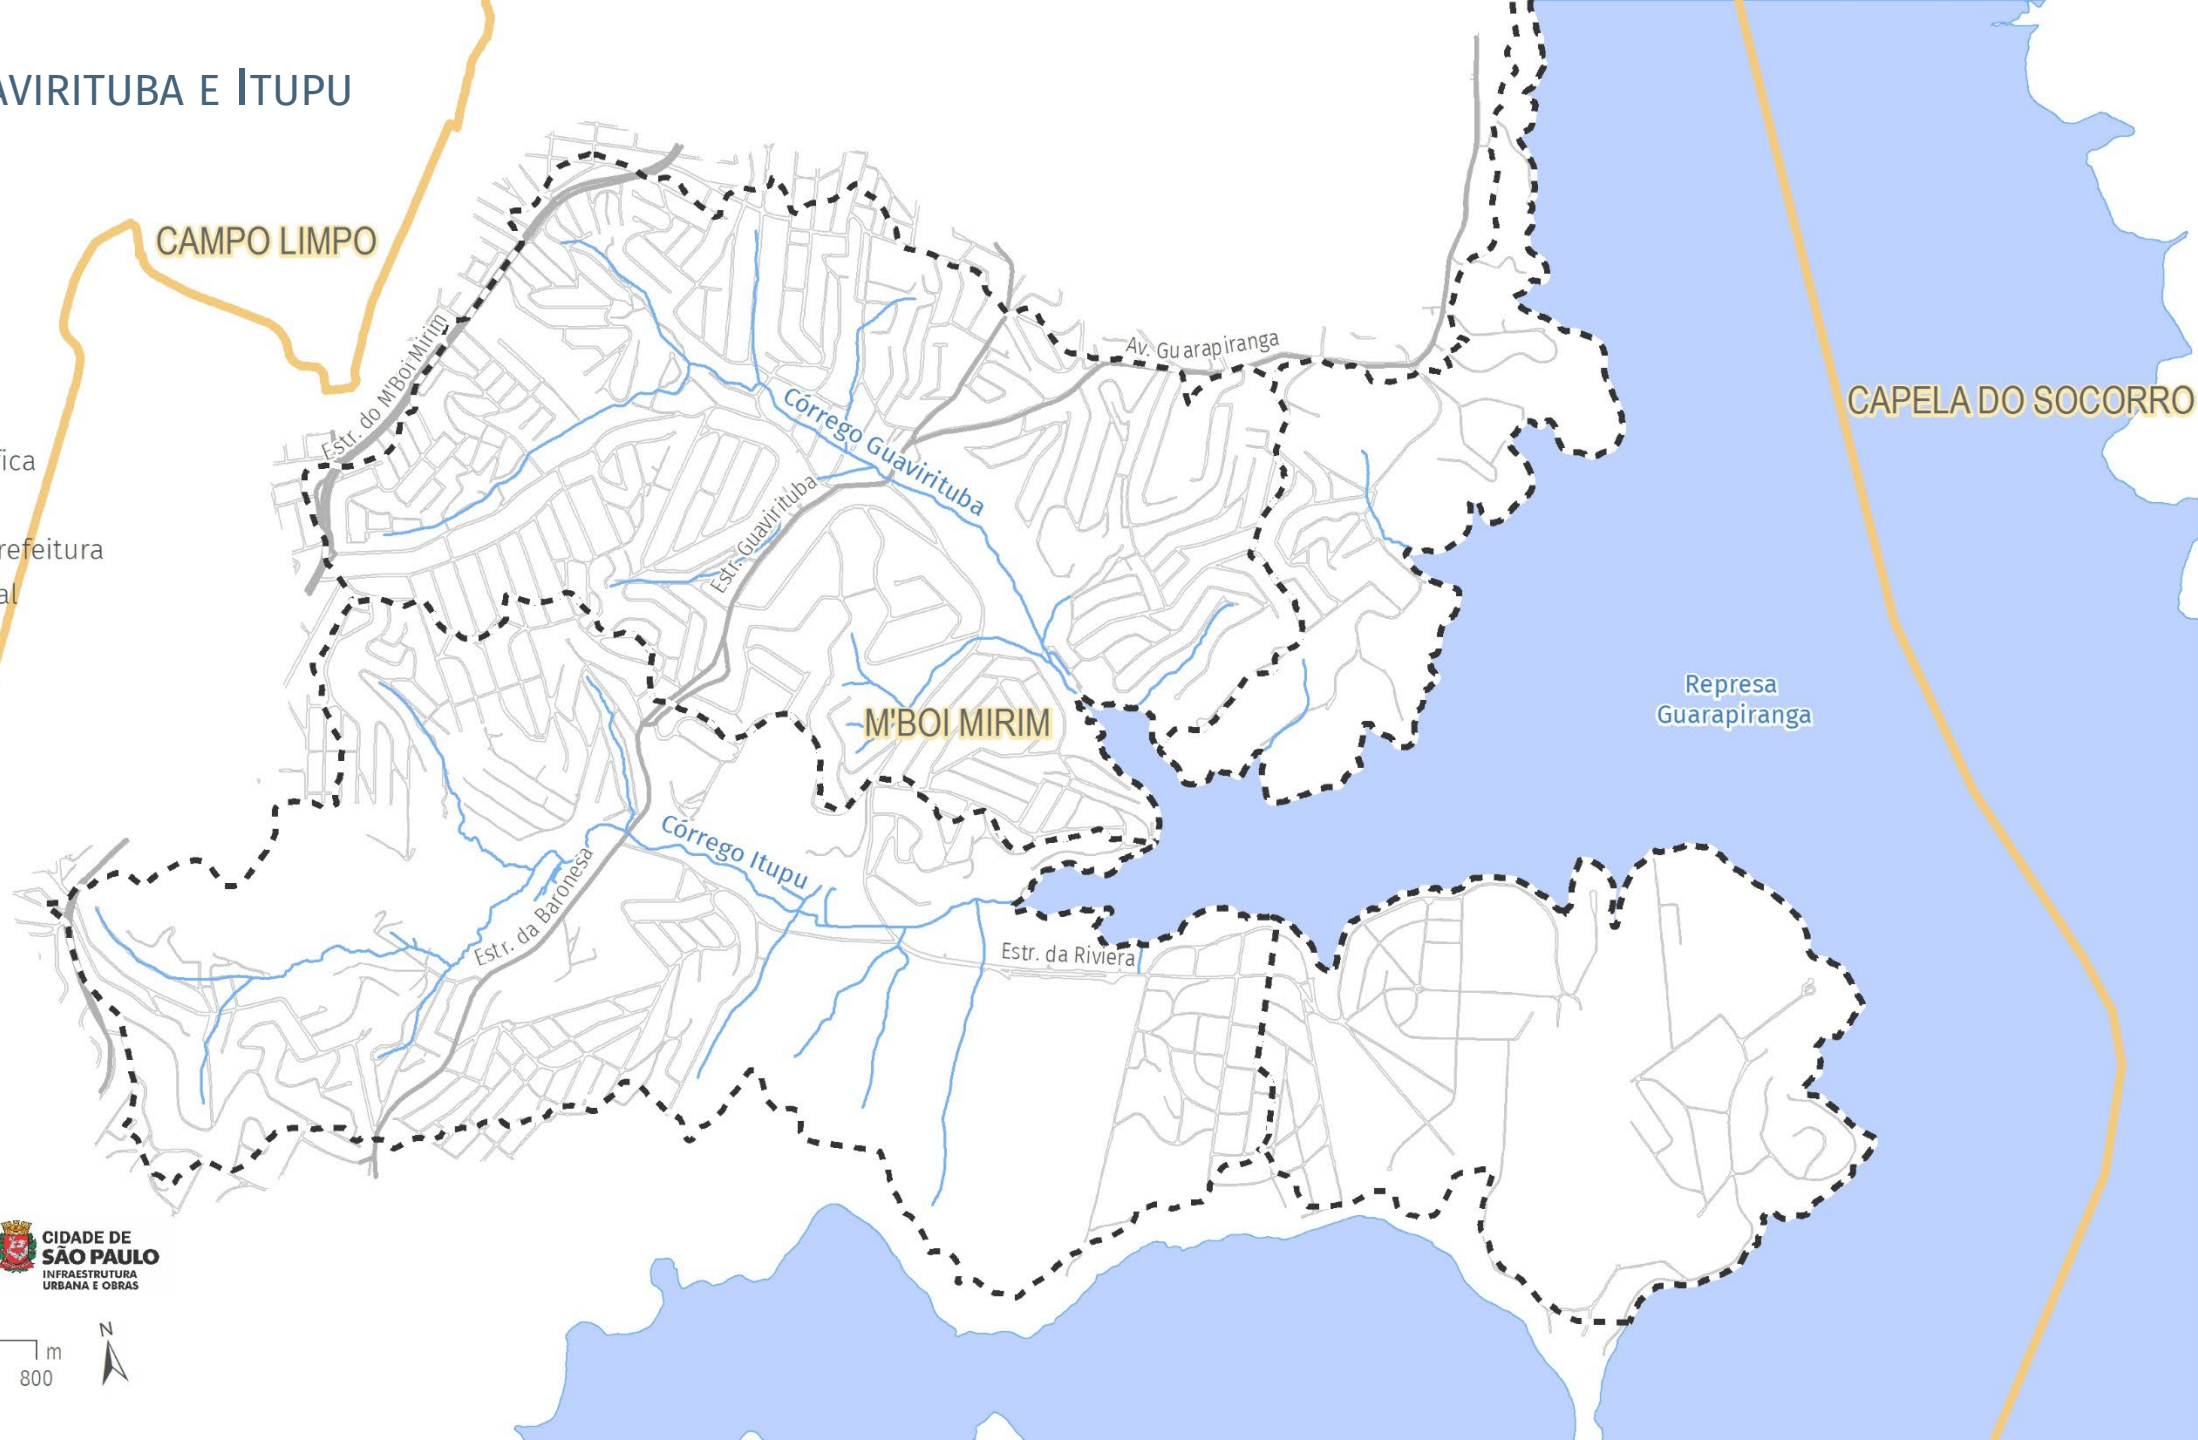 AVIRITUBA E ITUPU
CAMPO LIMPO
Estr. do M'Boi Mirim
Av. Guarapiranga
CAPELA DO SOCORRO
Córrego Guavirituba
Estr. Guavirituba
Represa
Guarapiranga
M'BOI MIRIM
Córrego Itupu
Estr. da Baronesa
Estr. da Riviera
fica
refeitura
al
CIDADE DE
SÃO PAULO
INFRAESTRUTURA
URBANA E OBRAS
N
m
800